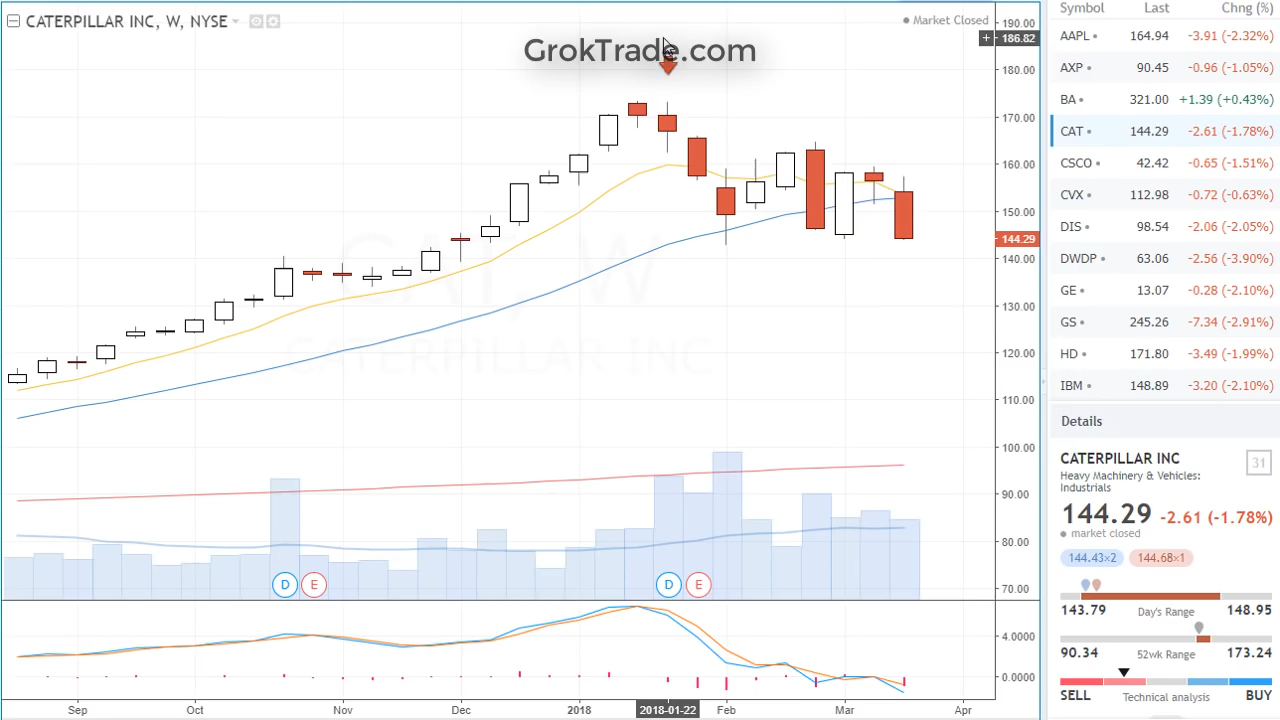 CATERPILLAR INC, W, NYSE
Market Closed
GrokTrade.com
190.00
186.82
180.00
170.00
160.00
150.00
144.29
140.00
130.00
120.00
110.00
100.00
90.00
80.00
70.00
CAT, W
CATERPILLAR INC
D E D E
4.0000
0.0000
Sep Oct Nov Dec 2018 2018-01-22 Feb Mar Apr
Symbol Last Chng (%)
AAPL 164.94 -3.91 (-2.32%)
AXP 90.45 -0.96 (-1.05%)
BA 321.00 +1.39 (+0.43%)
CAT 144.29 -2.61 (-1.78%)
CSCO 42.42 -0.65 (-1.51%)
CVX 112.98 -0.72 (-0.63%)
DIS 98.54 -2.06 (-2.05%)
DWDP 63.06 -2.56 (-3.90%)
GE 13.07 -0.28 (-2.10%)
GS 245.26 -7.34 (-2.91%)
HD 171.80 -3.49 (-1.99%)
IBM 148.89 -3.20 (-2.10%)
Details
CATERPILLAR INC
31
Heavy Machinery & Vehicles:
Industrials
144.29 -2.61 (-1.78%)
market closed
144.43×2 144.68×1
143.79 Day's Range 148.95
90.34 52wk Range 173.24
SELL Technical analysis BUY